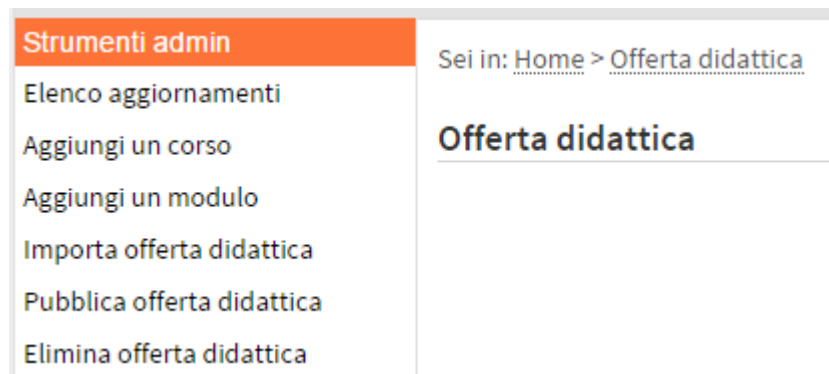 Strumenti admin
Elenco aggiornamenti
Aggiungi un corso
Aggiungi un modulo
Importa offerta didattica
Pubblica offerta didattica
Elimina offerta didattica
Sei in: Home > Offerta didattica
Offerta didattica